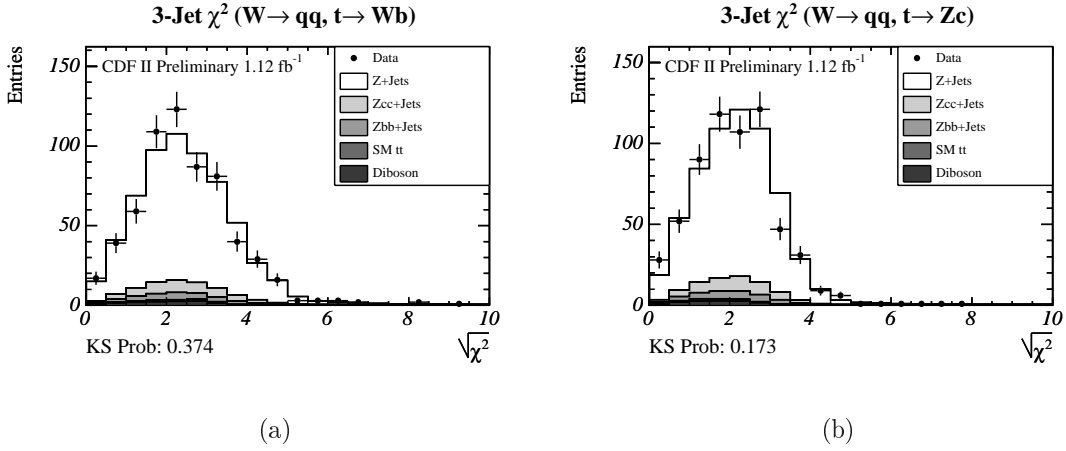 3-Jet χ² (W→ qq, t→ Wb)
Entries
150
100
50
0
0 2 4 6 8 10
CDF II Preliminary 1.12 fb⁻¹
Data
Z+Jets
Zcc+Jets
Zbb+Jets
SM tt
Diboson
KS Prob: 0.374
√χ²
(a)
3-Jet χ² (W→ qq, t→ Zc)
Entries
150
100
50
0
0 2 4 6 8 10
CDF II Preliminary 1.12 fb⁻¹
Data
Z+Jets
Zcc+Jets
Zbb+Jets
SM tt
Diboson
KS Prob: 0.173
√χ²
(b)